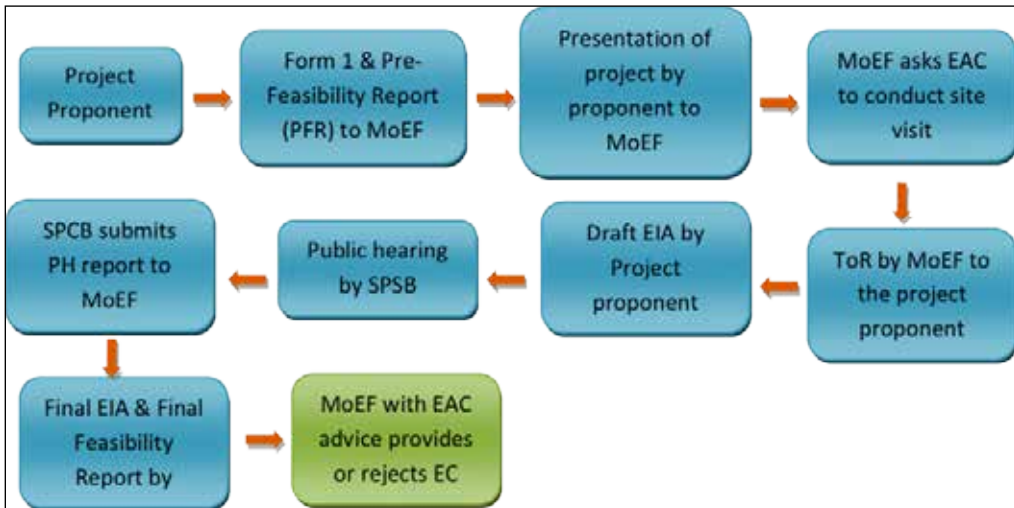 Project
Proponent
Form 1 & Pre-
Feasibility Report
(PFR) to MoEF
Presentation of
project by
proponent to
MoEF
MoEF asks EAC
to conduct site
visit
ToR by MoEF to
the project
proponent
Draft EIA by
Project
proponent
Public hearing
by SPSB
SPCB submits
PH report to
MoEF
Final EIA & Final
Feasibility
Report by
MoEF with EAC
advice provides
or rejects EC